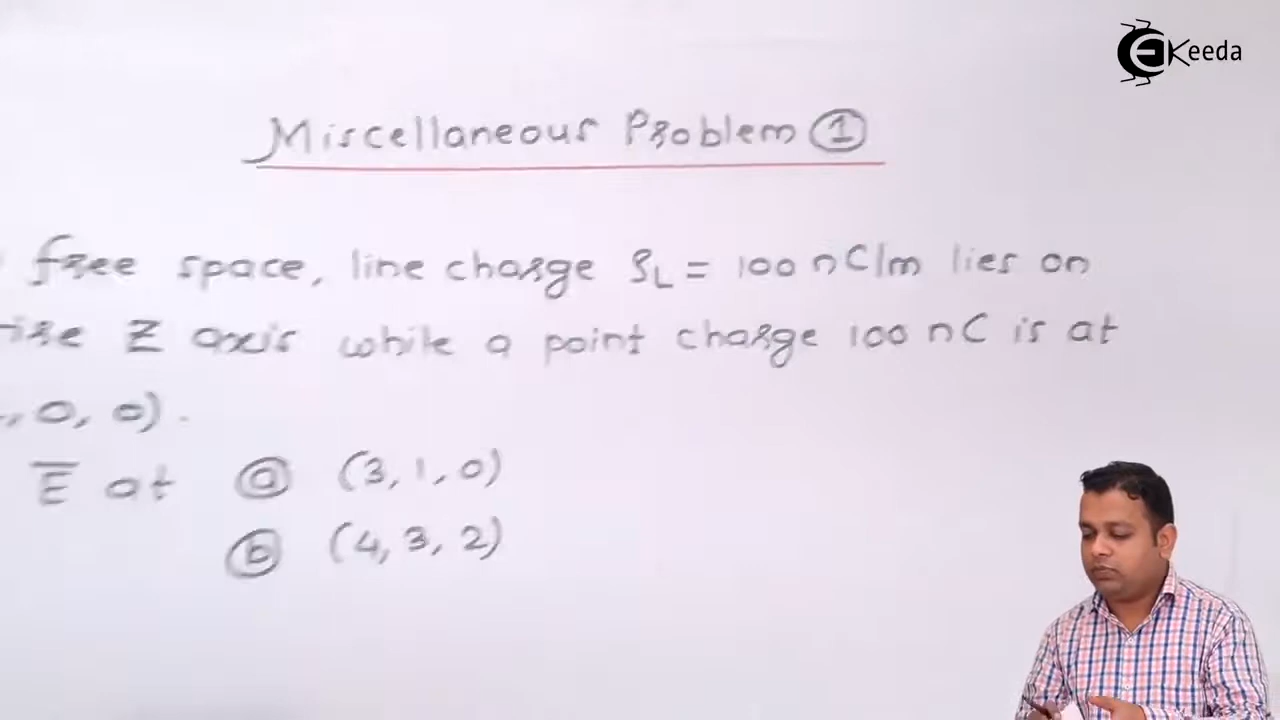 EKeeda
Miscellaneous Problem ①
free space, line charge ρL = 100 nC/m lies on
Z axis while a point charge 100 nC is at
, 0, 0).
E̅ at ⓐ (3, 1, 0)
ⓑ (4, 3, 2)